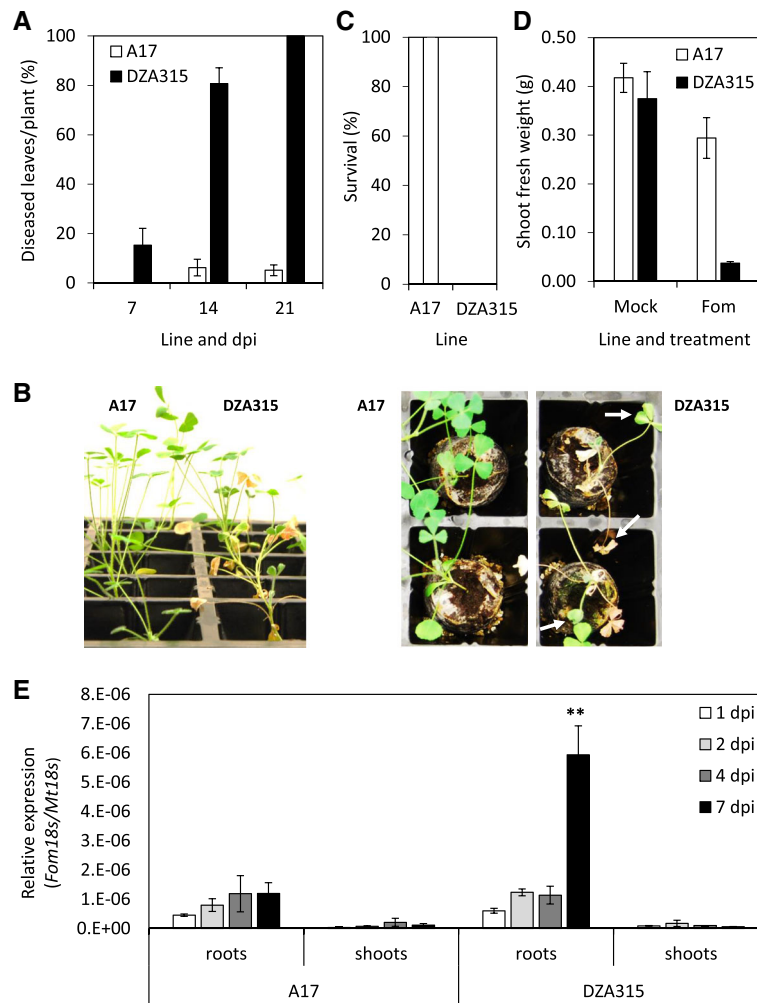 A
Diseased leaves/plant (%)
100
80
60
40
20
0
A17
DZA315
7 14 21
Line and dpi
C
Survival (%)
100
80
60
40
20
0
A17 DZA315
Line
D
Shoot fresh weight (g)
0.50
0.40
0.30
0.20
0.10
0.00
A17
DZA315
Mock Fom
Line and treatment
B
A17 DZA315
A17 DZA315
E
Relative expression
(Fom18s/Mt18s)
8.E-06
7.E-06
6.E-06
5.E-06
4.E-06
3.E-06
2.E-06
1.E-06
0.E+00
**
1 dpi
2 dpi
4 dpi
7 dpi
roots shoots roots shoots
A17 DZA315